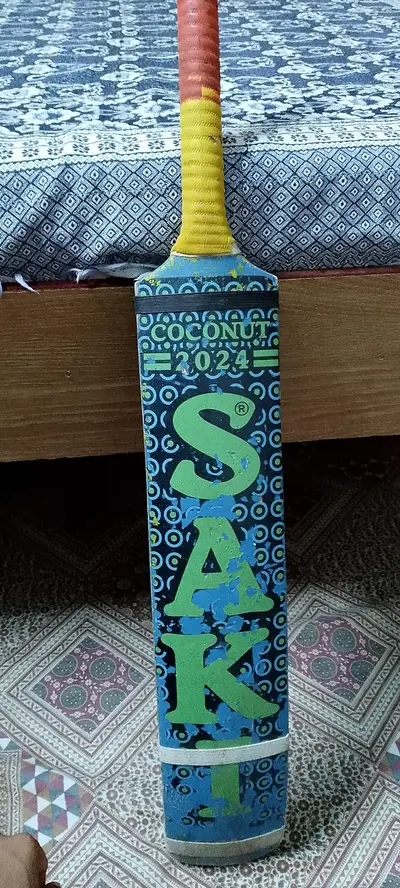 COCONUT
=2024=
SAKI
®